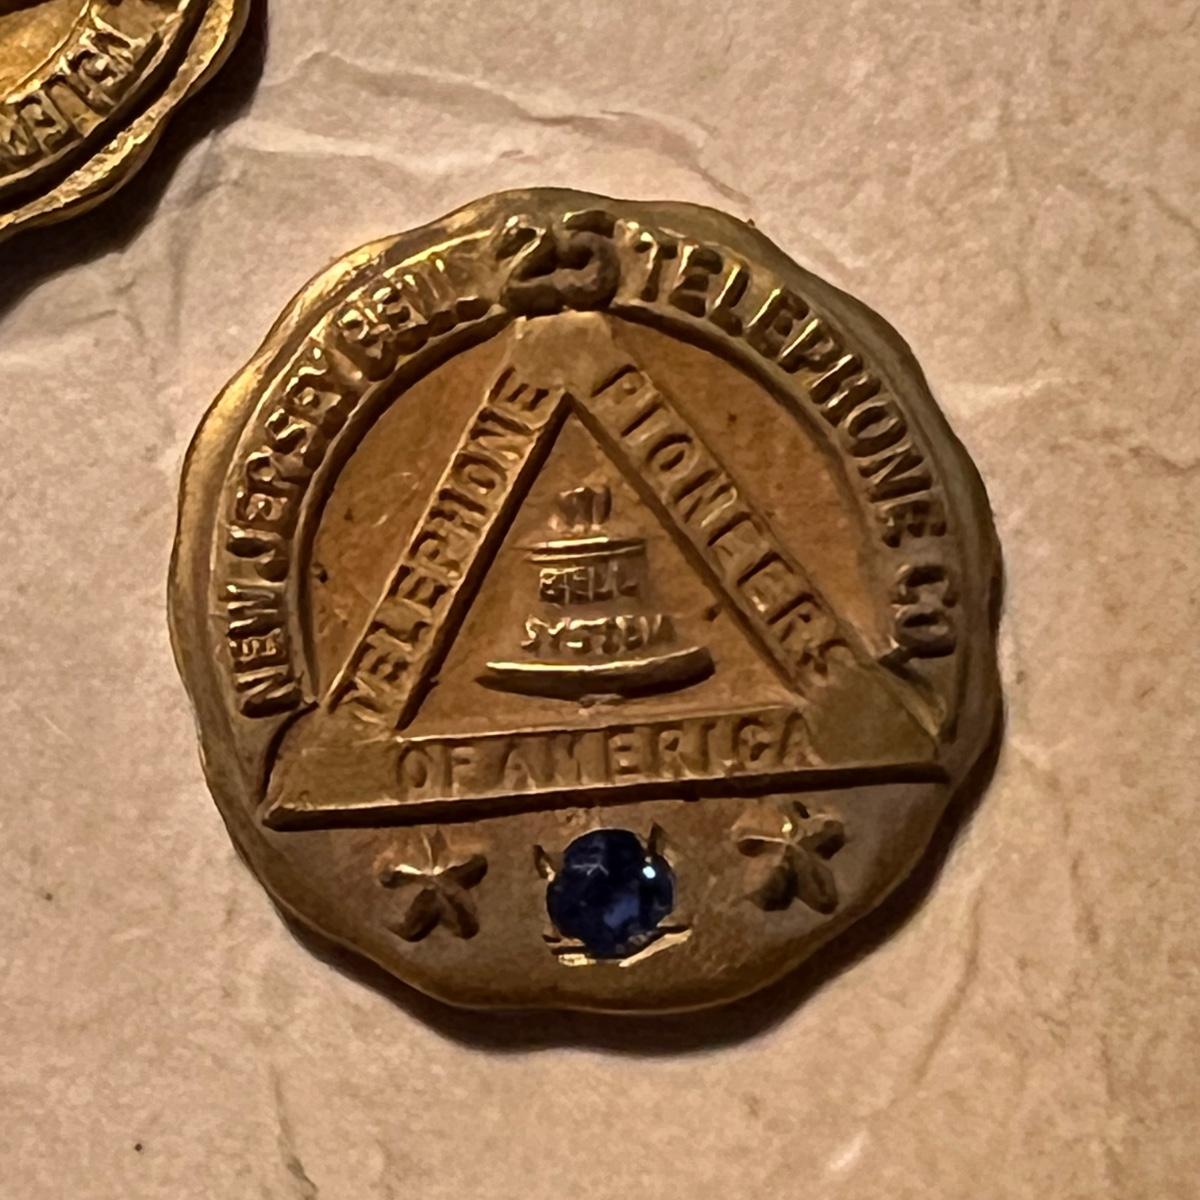 NEW JERSEY BELL 25 TELEPHONE CO.
TELEPHONE
PIONEERS
OF AMERICA
BELL
SYSTEM